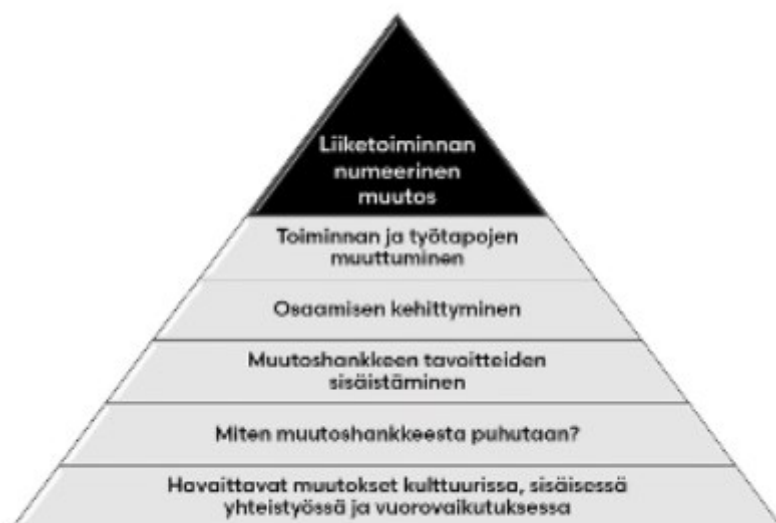 Liiketoiminnan
numeerinen
muutos
Toiminnan ja työtapojen
muuttuminen
Osaamisen kehittyminen
Muutoshankkeen tavoitteiden
sisäistäminen
Miten muutoshankkeesta puhutaan?
Havaittavat muutokset kulttuurissa, sisäisessä
yhteistyössä ja vuorovaikutuksessa